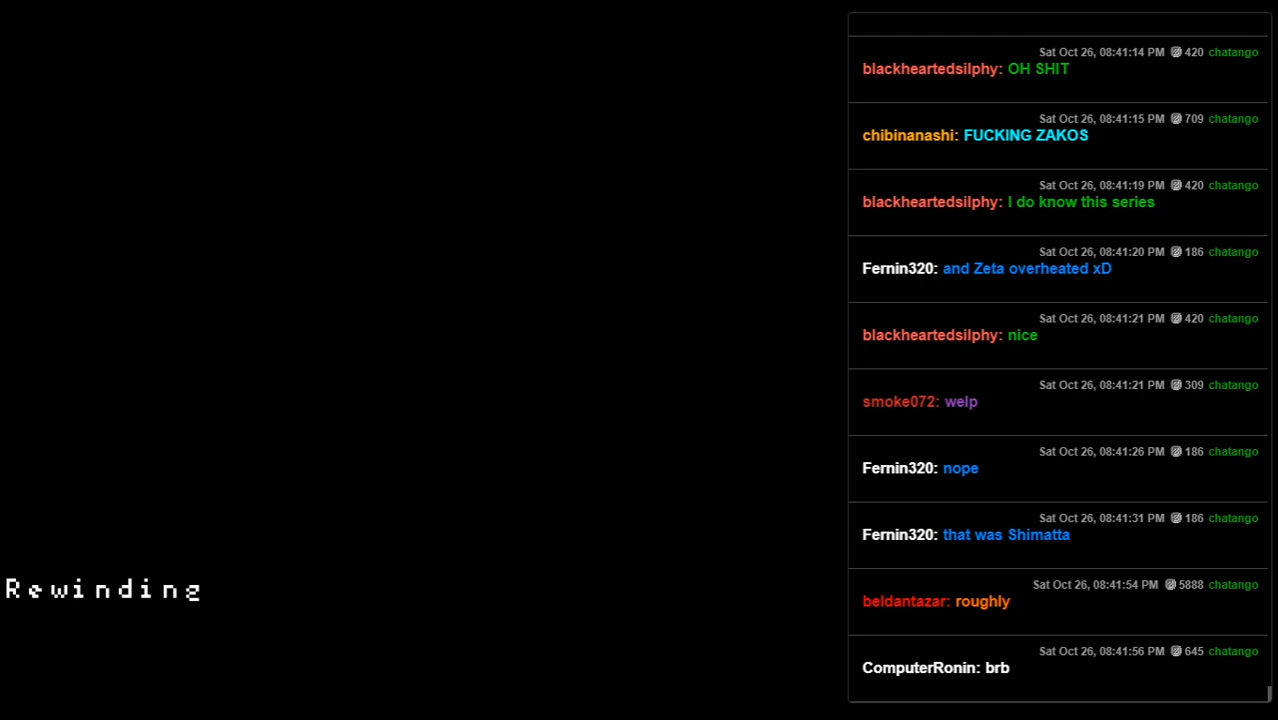 Sat Oct 26, 08:41:14 PM 420 chatango
blackheartedsilphy: OH SHIT
Sat Oct 26, 08:41:15 PM 709 chatango
chibinanashi: FUCKING ZAKOS
Sat Oct 26, 08:41:19 PM 420 chatango
blackheartedsilphy: I do know this series
Sat Oct 26, 08:41:20 PM 186 chatango
Fernin320: and Zeta overheated xD
Sat Oct 26, 08:41:21 PM 420 chatango
blackheartedsilphy: nice
Sat Oct 26, 08:41:21 PM 309 chatango
smoke072: welp
Sat Oct 26, 08:41:26 PM 186 chatango
Fernin320: nope
Sat Oct 26, 08:41:31 PM 186 chatango
Fernin320: that was Shimatta
Sat Oct 26, 08:41:54 PM 5888 chatango
beldantazar: roughly
Sat Oct 26, 08:41:56 PM 645 chatango
ComputerRonin: brb
Rewinding